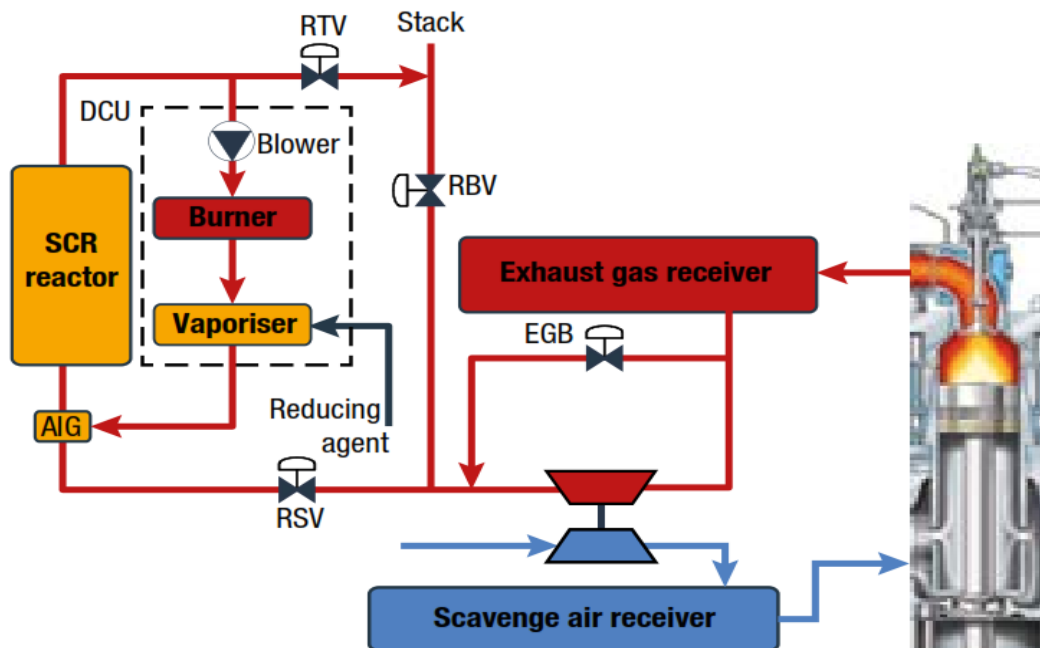 RTV
Stack
DCU
Blower
RBV
Burner
SCR
reactor
Exhaust gas receiver
Vaporiser
EGB
Reducing
agent
AIG
RSV
Scavenge air receiver